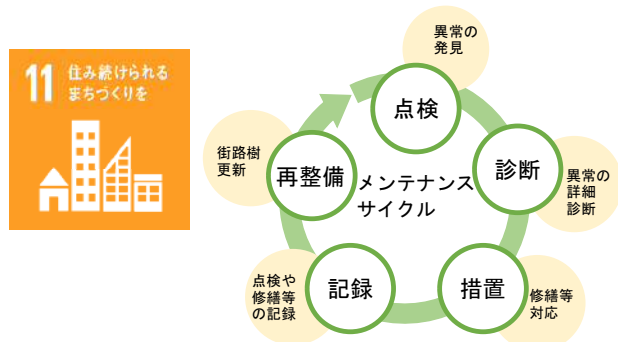 11 住み続けられる
まちづくりを
異常の
発見
点検
診断
異常の
詳細
診断
措置
修繕等
対応
記録
点検や
修繕等
の記録
再整備
街路樹
更新
メンテナンス
サイクル